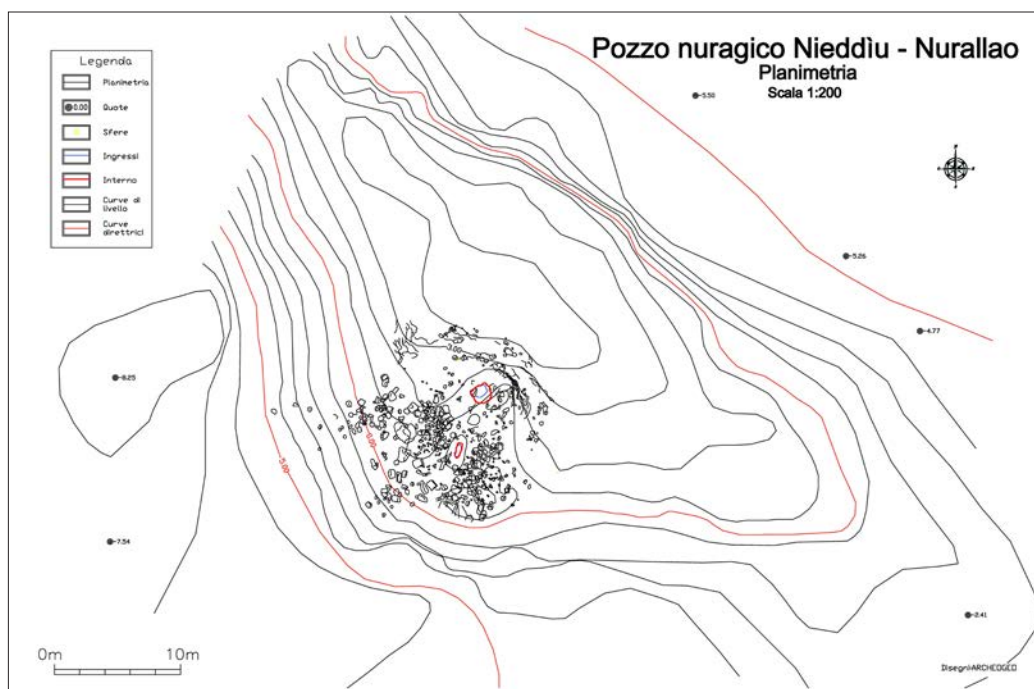 Pozzo nuragico Nieddìu - Nurallao
Planimetria
Scala 1:200
Legenda
Planimetria
0.00 Quote
Sfere
Ingressi
Interno
Curve di
livello
Curve
direttrici
-5.50
-5.26
-4.77
-8.25
-7.54
-2.41
0.00
-5.00
0m 10m
Disegni:ARCHEOGEO